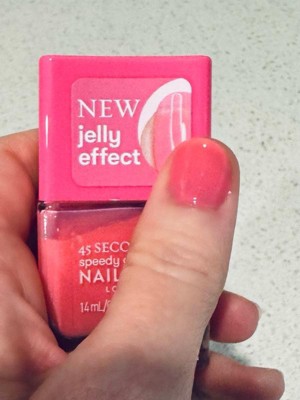 NEW
jelly
effect
45 SECO
speedy
NAIL
14mL/